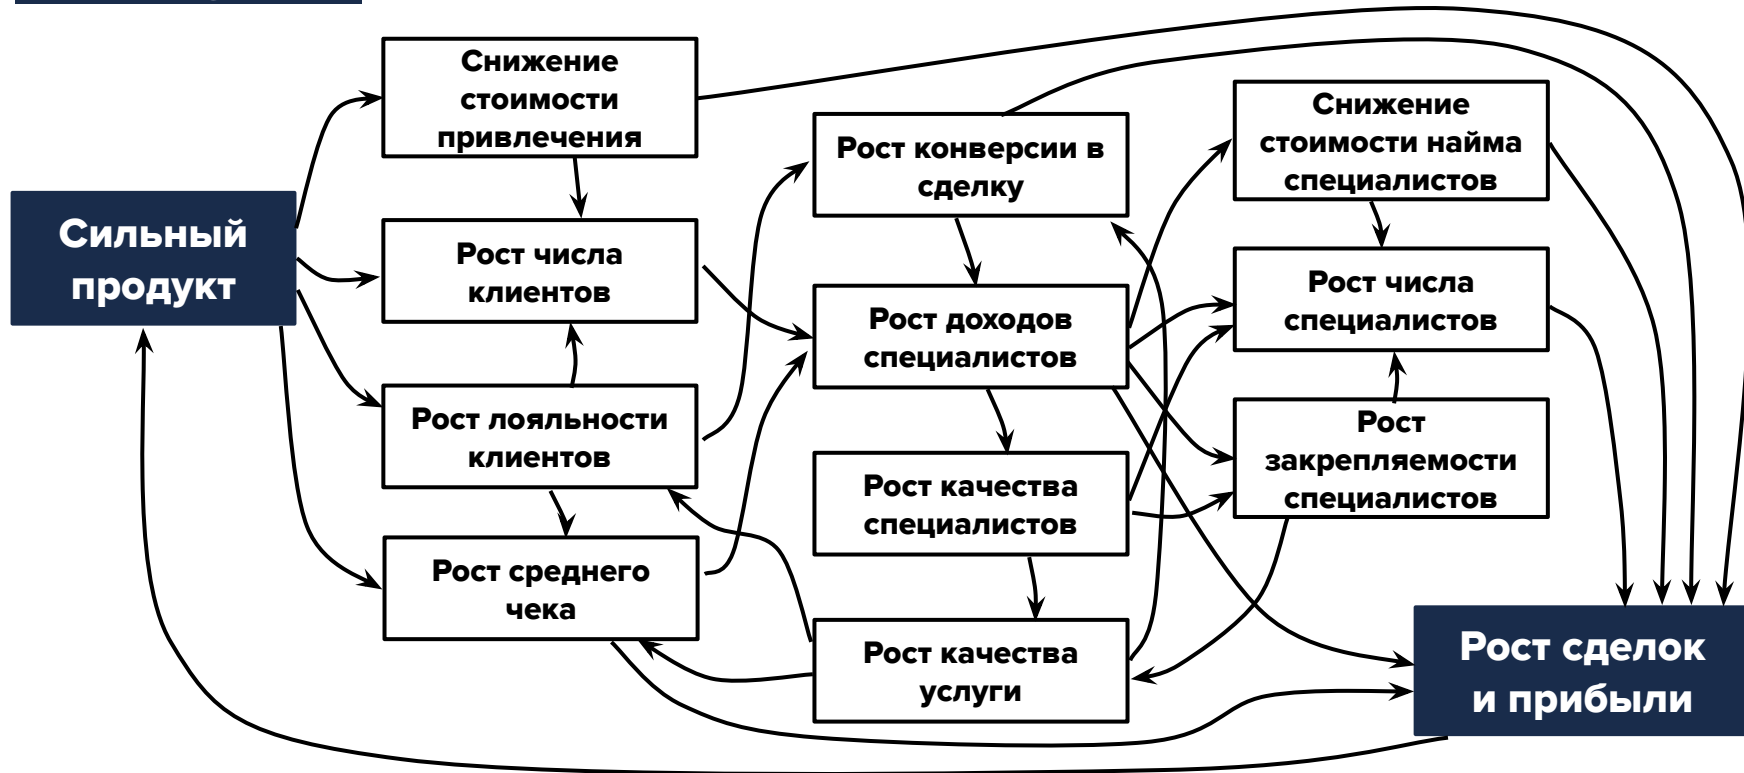 Снижение
стоимости
привлечения
Рост числа
клиентов
Рост лояльности
клиентов
Рост среднего
чека
Сильный
продукт
Рост конверсии в
сделку
Рост доходов
специалистов
Рост качества
специалистов
Рост качества
услуги
Снижение
стоимости найма
специалистов
Рост числа
специалистов
Рост
закрепляемости
специалистов
Рост сделок
и прибыли